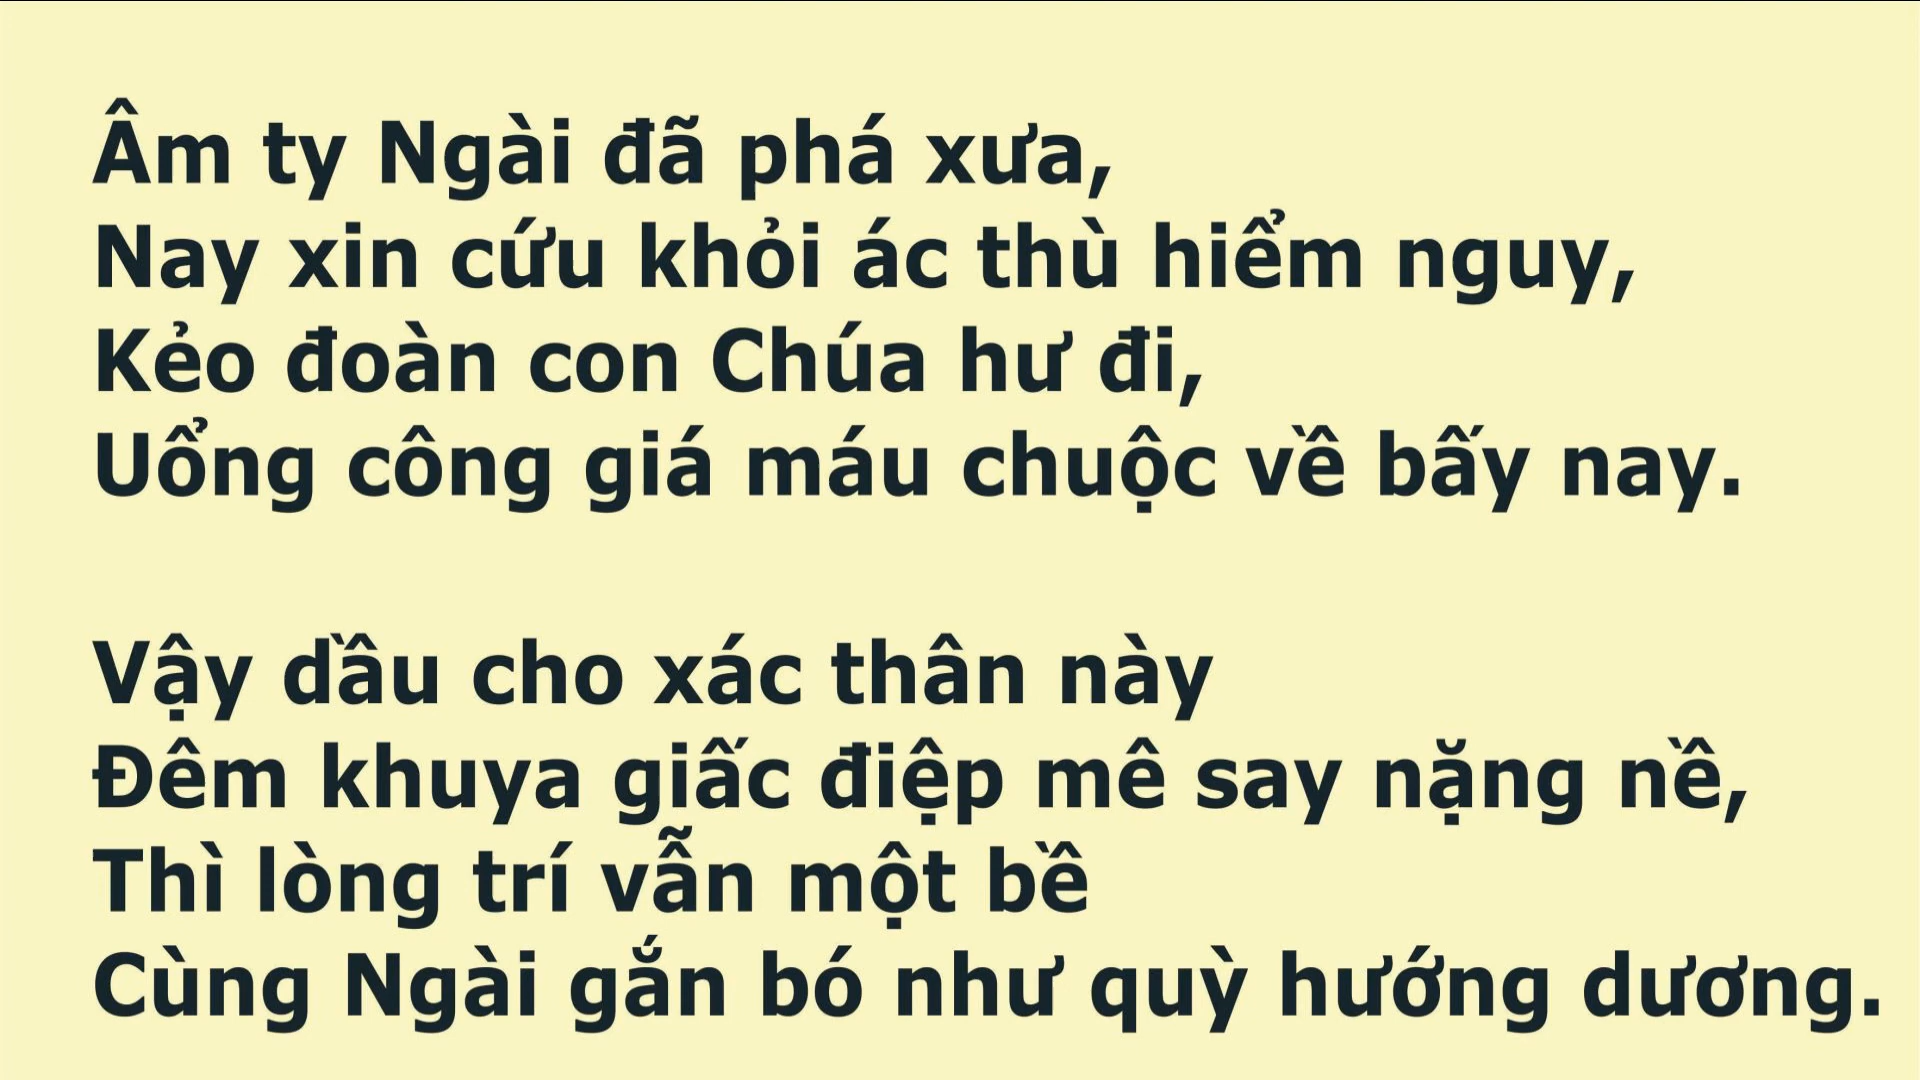 Âm ty Ngài đã phá xưa,
Nay xin cứu khỏi ác thù hiểm nguy,
Kẻo đoàn con Chúa hư đi,
Uổng công giá máu chuộc về bấy nay.
Vậy dầu cho xác thân này
Đêm khuya giấc điệp mê say nặng nề,
Thì lòng trí vẫn một bề
Cùng Ngài gắn bó như quỳ hướng dương.